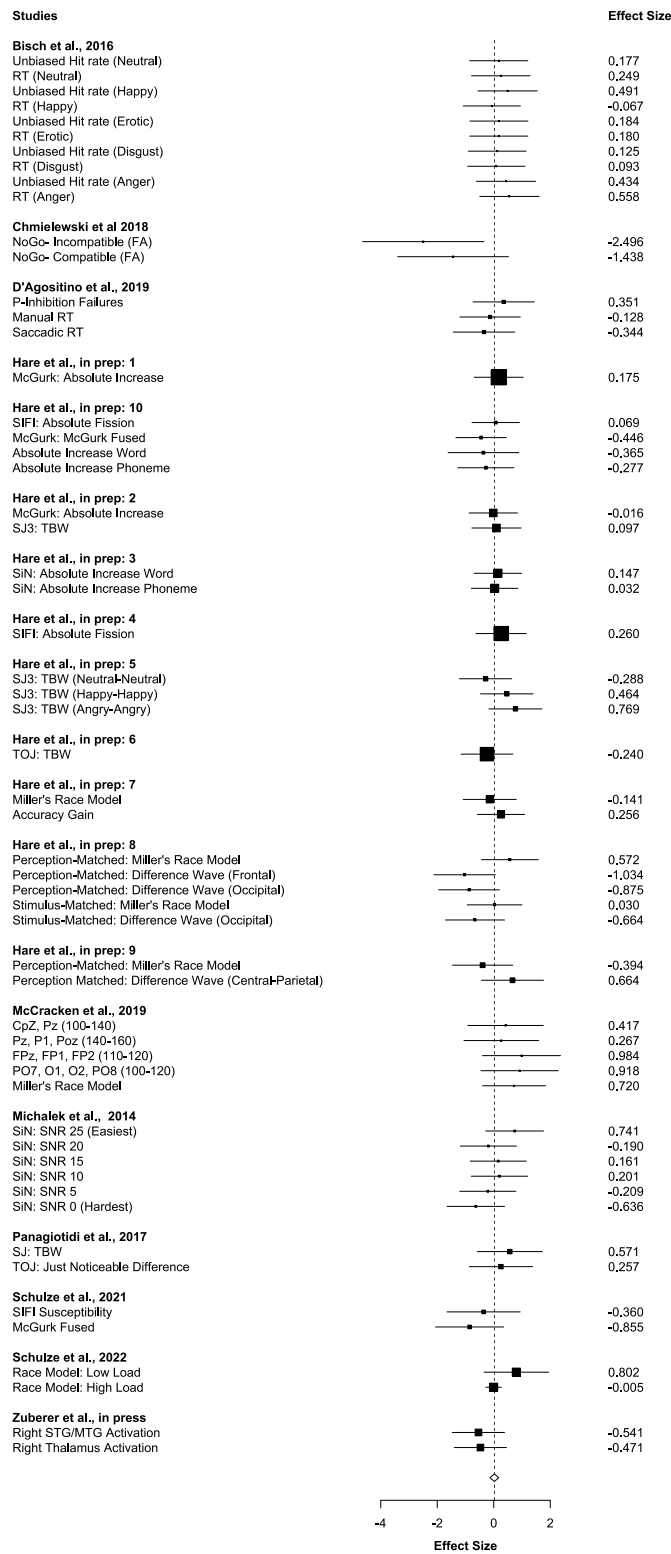 Studies Effect Size
Bisch et al., 2016
Unbiased Hit rate (Neutral) 0.177
RT (Neutral) 0.249
Unbiased Hit rate (Happy) 0.491
RT (Happy) -0.067
Unbiased Hit rate (Erotic) 0.184
RT (Erotic) 0.180
Unbiased Hit rate (Disgust) 0.125
RT (Disgust) 0.093
Unbiased Hit rate (Anger) 0.434
RT (Anger) 0.558
Chmielewski et al 2018
NoGo- Incompatible (FA) -2.496
NoGo- Compatible (FA) -1.438
D'Agositino et al., 2019
P-Inhibition Failures 0.351
Manual RT -0.128
Saccadic RT -0.344
Hare et al., in prep: 1
McGurk: Absolute Increase 0.175
Hare et al., in prep: 10
SIFI: Absolute Fission 0.069
McGurk: McGurk Fused -0.446
Absolute Increase Word -0.365
Absolute Increase Phoneme -0.277
Hare et al., in prep: 2
McGurk: Absolute Increase -0.016
SJ3: TBW 0.097
Hare et al., in prep: 3
SiN: Absolute Increase Word 0.147
SiN: Absolute Increase Phoneme 0.032
Hare et al., in prep: 4
SIFI: Absolute Fission 0.260
Hare et al., in prep: 5
SJ3: TBW (Neutral-Neutral) -0.288
SJ3: TBW (Happy-Happy) 0.464
SJ3: TBW (Angry-Angry) 0.769
Hare et al., in prep: 6
TOJ: TBW -0.240
Hare et al., in prep: 7
Miller's Race Model -0.141
Accuracy Gain 0.256
Hare et al., in prep: 8
Perception-Matched: Miller's Race Model 0.572
Perception-Matched: Difference Wave (Frontal) -1.034
Perception-Matched: Difference Wave (Occipital) -0.875
Stimulus-Matched: Miller's Race Model 0.030
Stimulus-Matched: Difference Wave (Occipital) -0.664
Hare et al., in prep: 9
Perception-Matched: Miller's Race Model -0.394
Perception Matched: Difference Wave (Central-Parietal) 0.664
McCracken et al., 2019
CpZ, Pz (100-140) 0.417
Pz, P1, Poz (140-160) 0.267
FPz, FP1, FP2 (110-120) 0.984
PO7, O1, O2, PO8 (100-120) 0.918
Miller's Race Model 0.720
Michalek et al., 2014
SiN: SNR 25 (Easiest) 0.741
SiN: SNR 20 -0.190
SiN: SNR 15 0.161
SiN: SNR 10 0.201
SiN: SNR 5 -0.209
SiN: SNR 0 (Hardest) -0.636
Panagiotidi et al., 2017
SJ: TBW 0.571
TOJ: Just Noticeable Difference 0.257
Schulze et al., 2021
SIFI Susceptibility -0.360
McGurk Fused -0.855
Schulze et al., 2022
Race Model: Low Load 0.802
Race Model: High Load -0.005
Zuberer et al., in press
Right STG/MTG Activation -0.541
Right Thalamus Activation -0.471
-4 -2 0 2
Effect Size